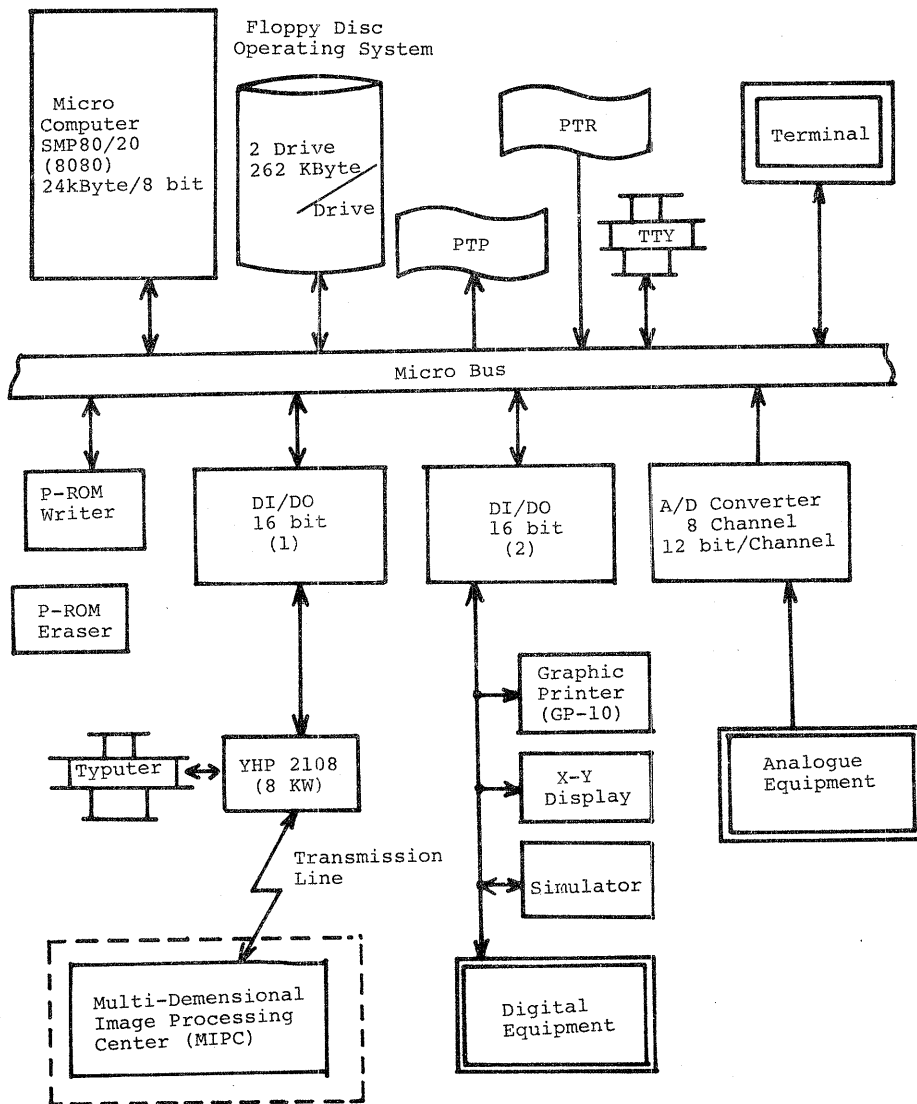 Floppy Disc
Operating System
Micro
Computer
SMP80/20
(8080)
24kByte/8 bit
2 Drive
262 KByte
Drive
PTP
PTR
TTY
Terminal
Micro Bus
P-ROM
Writer
DI/DO
16 bit
(1)
DI/DO
16 bit
(2)
A/D Converter
8 Channel
12 bit/Channel
P-ROM
Eraser
Graphic
Printer
(GP-10)
Typuter
YHP 2108
(8 KW)
X-Y
Display
Analogue
Equipment
Transmission
Line
Simulator
Multi-Demensional
Image Processing
Center (MIPC)
Digital
Equipment